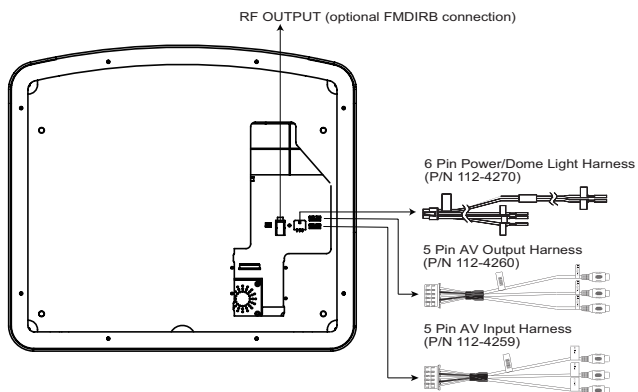 RF OUTPUT (optional FMDIRB connection)
6 Pin Power/Dome Light Harness
(P/N 112-4270)
5 Pin AV Output Harness
(P/N 112-4260)
5 Pin AV Input Harness
(P/N 112-4259)